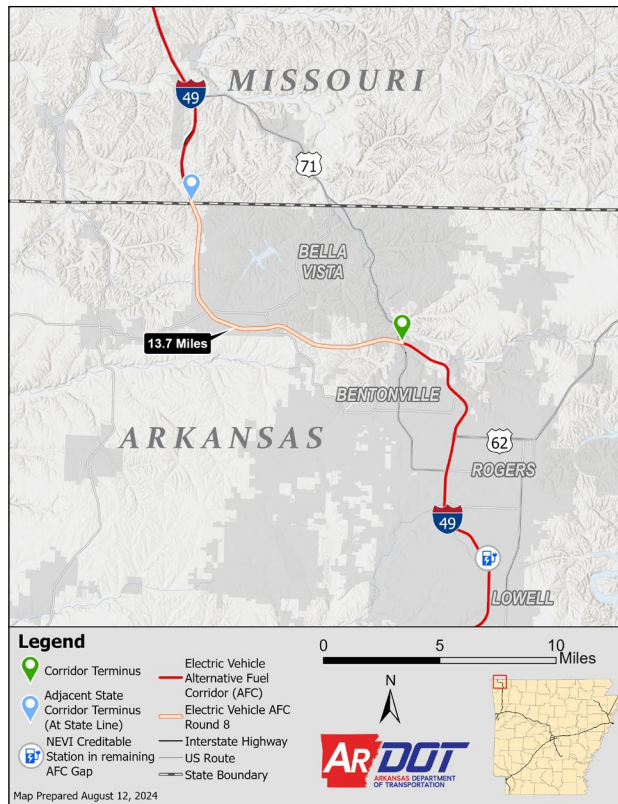 MISSOURI
49
71
BELLA
VISTA
13.7 Miles
BENTONVILLE
ARKANSAS
62
ROGERS
49
LOWELL
Legend
Corridor Terminus
Adjacent State
Corridor Terminus
(At State Line)
NEVI Creditable
Station in remaining
AFC Gap
Electric Vehicle
Alternative Fuel
Corridor (AFC)
Electric Vehicle AFC
Round 8
Interstate Highway
US Route
State Boundary
0 5 10
Miles
N
ARDOT
ARKANSAS DEPARTMENT
OF TRANSPORTATION
Map Prepared August 12, 2024